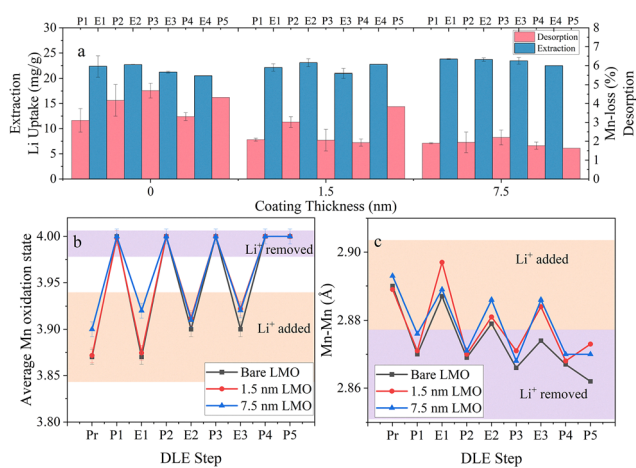 P1 E1 P2 E2 P3 E3 P4 E4 P5 P1 E1 P2 E2 P3 E3 P4 E4 P5 P1 E1 P2 E2 P3 E3 P4 E4 P5
30
25
20
15
10
5
0
Extraction
Li Uptake (mg/g)
a
Desorption
Extraction
8
7
6
5
4
3
2
1
0
Mn-loss (%)
Desorption
0 1.5 7.5
Coating Thickness (nm)
b
4.00
3.95
3.90
3.85
3.80
Average Mn oxidation state
Li⁺ removed
Li⁺ added
Bare LMO
1.5 nm LMO
7.5 nm LMO
Pr P1 E1 P2 E2 P3 E3 P4 P5
DLE Step
c
2.90
2.88
2.86
Mn-Mn (Å)
Li⁺ added
Bare LMO
1.5 nm LMO
7.5 nm LMO
Li⁺ removed
Pr P1 E1 P2 E2 P3 E3 P4 P5
DLE Step